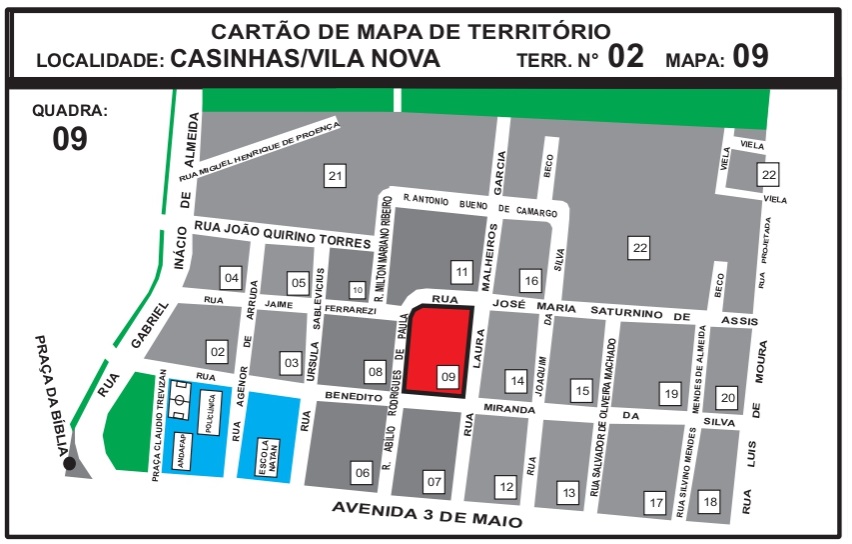 CARTÃO DE MAPA DE TERRITÓRIO
LOCALIDADE: CASINHAS/VILA NOVA TERR. N° 02 MAPA: 09
QUADRA:
09
RUA GABRIEL INÁCIO DE ALMEIDA
RUA MIGUEL HENRIQUE DE PROENÇA
21
GARCIA
BECO
VIELA
VIELA
22
VIELA
R. ANTONIO BUENO DE CAMARGO
RUA JOÃO QUIRINO TORRES
R. MILTON MARIANO RIBEIRO
MALHEIROS
SILVA
22
RUA PROJETADA
04
05
10
11
16
BECO
RUA JAIME FERRAREZI
RUA JOSÉ MARIA SATURNINO DE ASSIS
RUA AGENOR DE ARRUDA
RUA URSULA SABLEVICIUS
R. ABÍLIO RODRIGUES DE PAULA
RUA LAURA
RUA JOAQUIM DA
RUA SALVADOR DE OLIVEIRA MACHADO
RUA SILVINO MENDES
MENDES DE ALMEIDA
RUA LUIS DE MOURA
02
03
08
09
14
15
19
20
PRAÇA DA BÍBLIA
RUA BENEDITO MIRANDA DA SILVA
PRAÇA CLAUDIO TREVIZAN
POLICLINICA
ANDAFAP
ESCOLLA NATAN
06
07
12
13
17
18
AVENIDA 3 DE MAIO